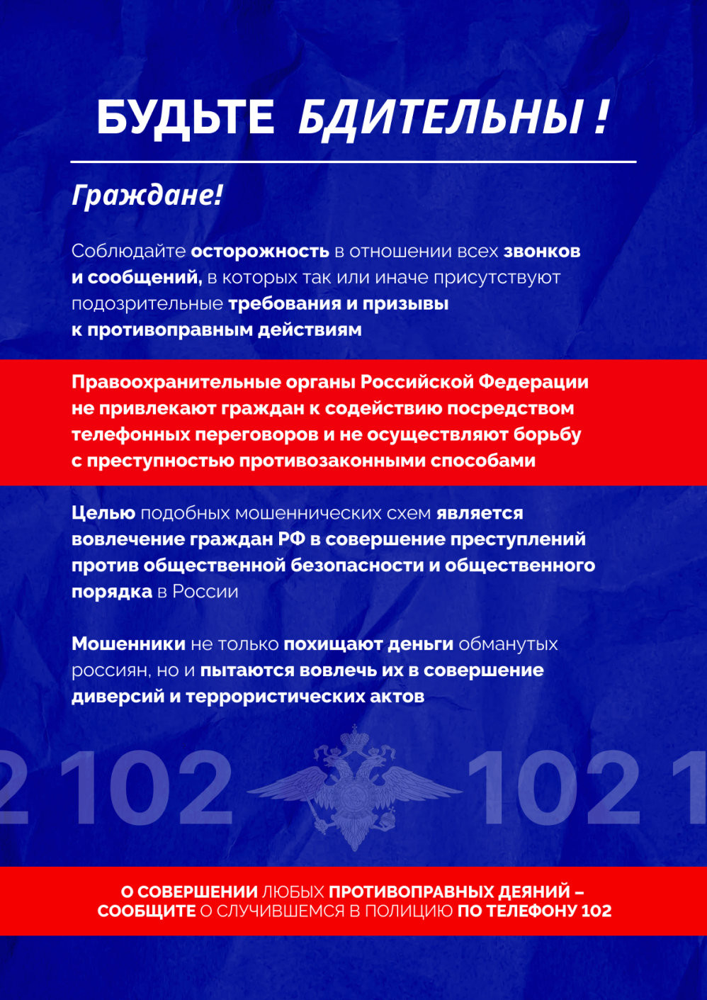 БУДЬТЕ БДИТЕЛЬНЫ !
Граждане!
Соблюдайте осторожность в отношении всех звонков
и сообщений, в которых так или иначе присутствуют
подозрительные требования и призывы
к противоправным действиям
Правоохранительные органы Российской Федерации
не привлекают граждан к содействию посредством
телефонных переговоров и не осуществляют борьбу
с преступностью противозаконными способами
Целью подобных мошеннических схем является
вовлечение граждан РФ в совершение преступлений
против общественной безопасности и общественного
порядка в России
Мошенники не только похищают деньги обманутых
россиян, но и пытаются вовлечь их в совершение
диверсий и террористических актов
2 102 102 1
О СОВЕРШЕНИИ ЛЮБЫХ ПРОТИВОПРАВНЫХ ДЕЯНИЙ –
СООБЩИТЕ О СЛУЧИВШЕМСЯ В ПОЛИЦИЮ ПО ТЕЛЕФОНУ 102